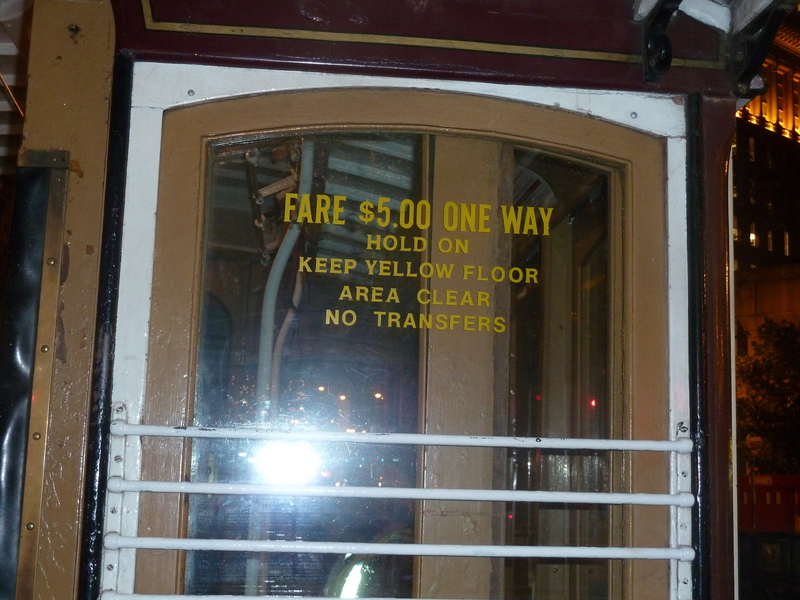 FARE $5.00 ONE WAY
HOLD ON
KEEP YELLOW FLOOR
AREA CLEAR
NO TRANSFERS